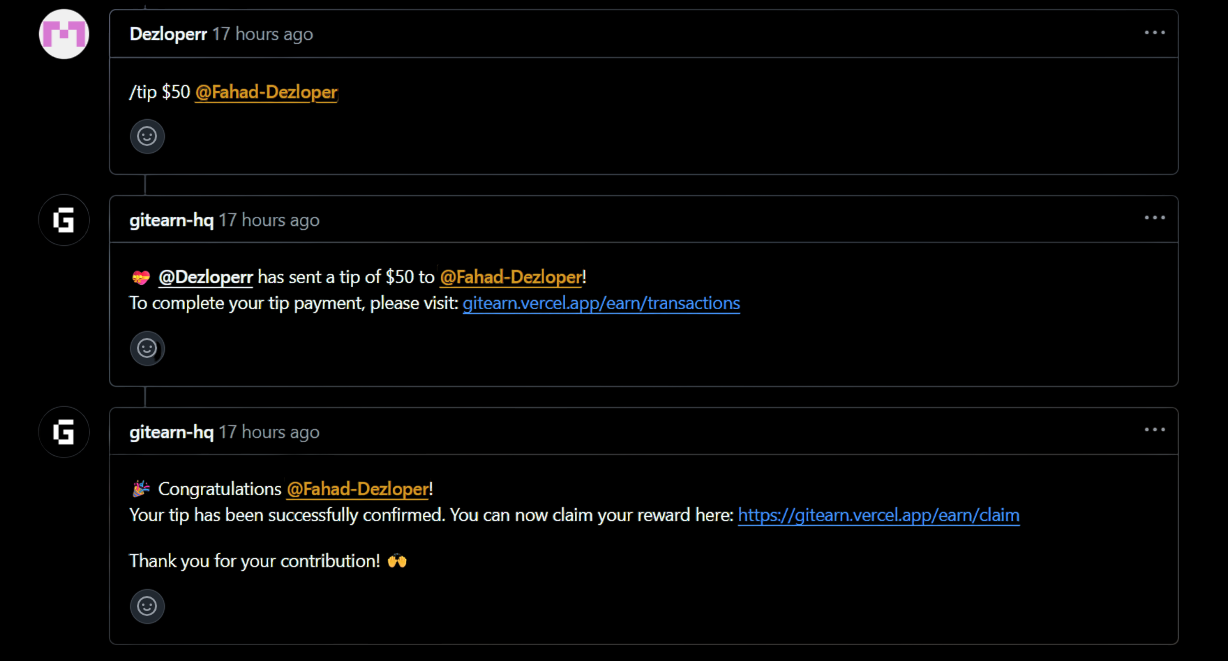 Dezloperr 17 hours ago
/tip $50 @Fahad-Dezloper
gitearn-hq 17 hours ago
💝 @Dezloperr has sent a tip of $50 to @Fahad-Dezloper!
To complete your tip payment, please visit: gitearn.vercel.app/earn/transactions
gitearn-hq 17 hours ago
🎉 Congratulations @Fahad-Dezloper!
Your tip has been successfully confirmed. You can now claim your reward here: https://gitearn.vercel.app/earn/claim
Thank you for your contribution! 🙌